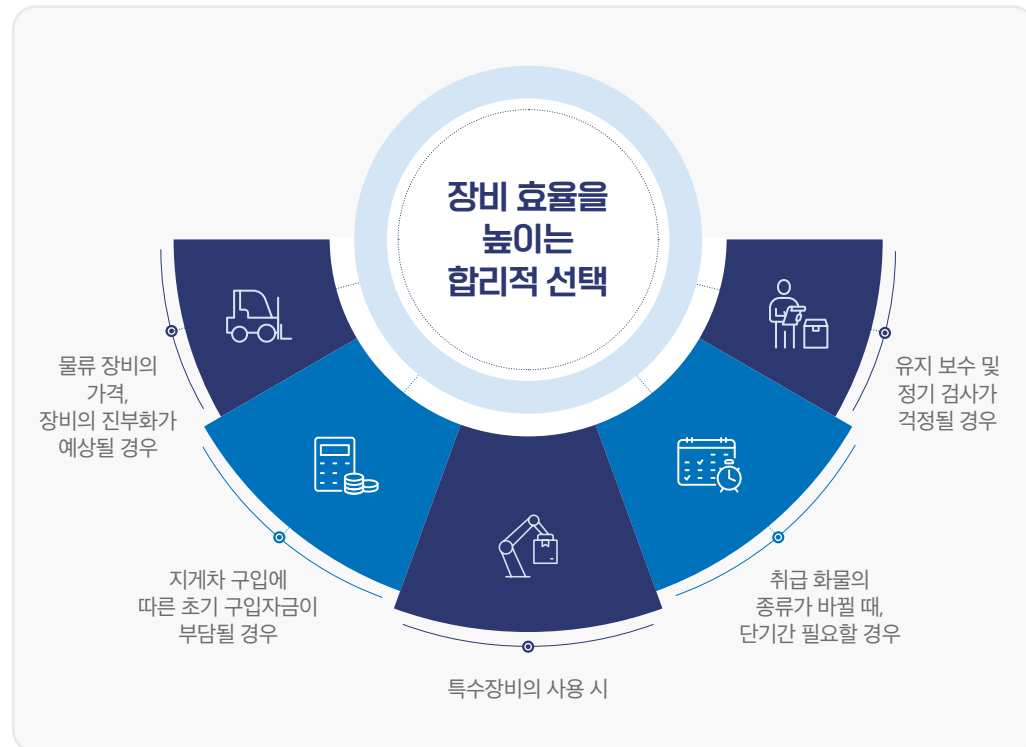 장비 효율을
높이는
합리적 선택
물류 장비의
가격,
장비의 진부화가
예상될 경우
지게차 구입에
따른 초기 구입자금이
부담될 경우
특수장비의 사용 시
취급 화물의
종류가 바뀔 때,
단기간 필요할 경우
유지 보수 및
정기 검사가
걱정될 경우